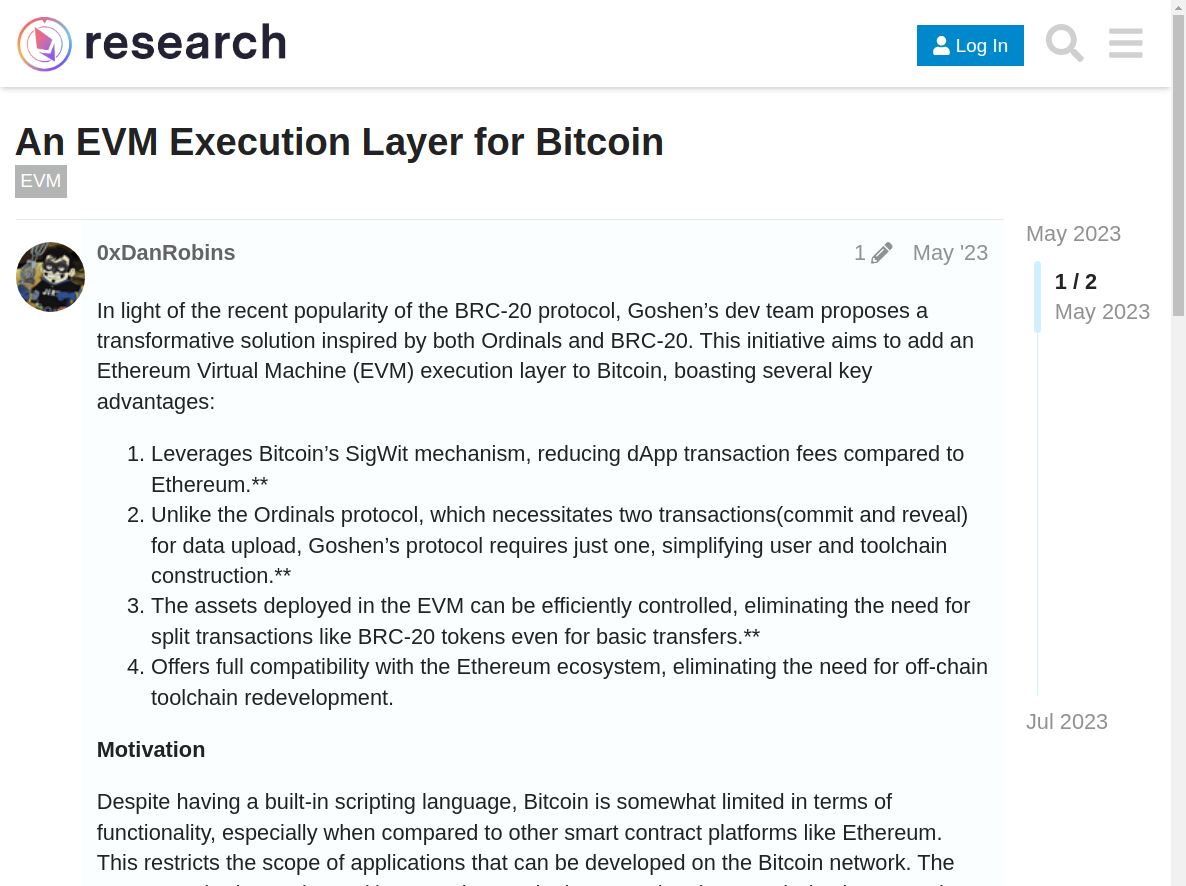 research
Log In
An EVM Execution Layer for Bitcoin
EVM
0xDanRobins
1
May '23
In light of the recent popularity of the BRC-20 protocol, Goshen’s dev team proposes a
transformative solution inspired by both Ordinals and BRC-20. This initiative aims to add an
Ethereum Virtual Machine (EVM) execution layer to Bitcoin, boasting several key
advantages:
1. Leverages Bitcoin’s SigWit mechanism, reducing dApp transaction fees compared to
Ethereum.**
2. Unlike the Ordinals protocol, which necessitates two transactions(commit and reveal)
for data upload, Goshen’s protocol requires just one, simplifying user and toolchain
construction.**
3. The assets deployed in the EVM can be efficiently controlled, eliminating the need for
split transactions like BRC-20 tokens even for basic transfers.**
4. Offers full compatibility with the Ethereum ecosystem, eliminating the need for off-chain
toolchain redevelopment.
Motivation
Despite having a built-in scripting language, Bitcoin is somewhat limited in terms of
functionality, especially when compared to other smart contract platforms like Ethereum.
This restricts the scope of applications that can be developed on the Bitcoin network. The
May 2023
1 / 2
May 2023
Jul 2023